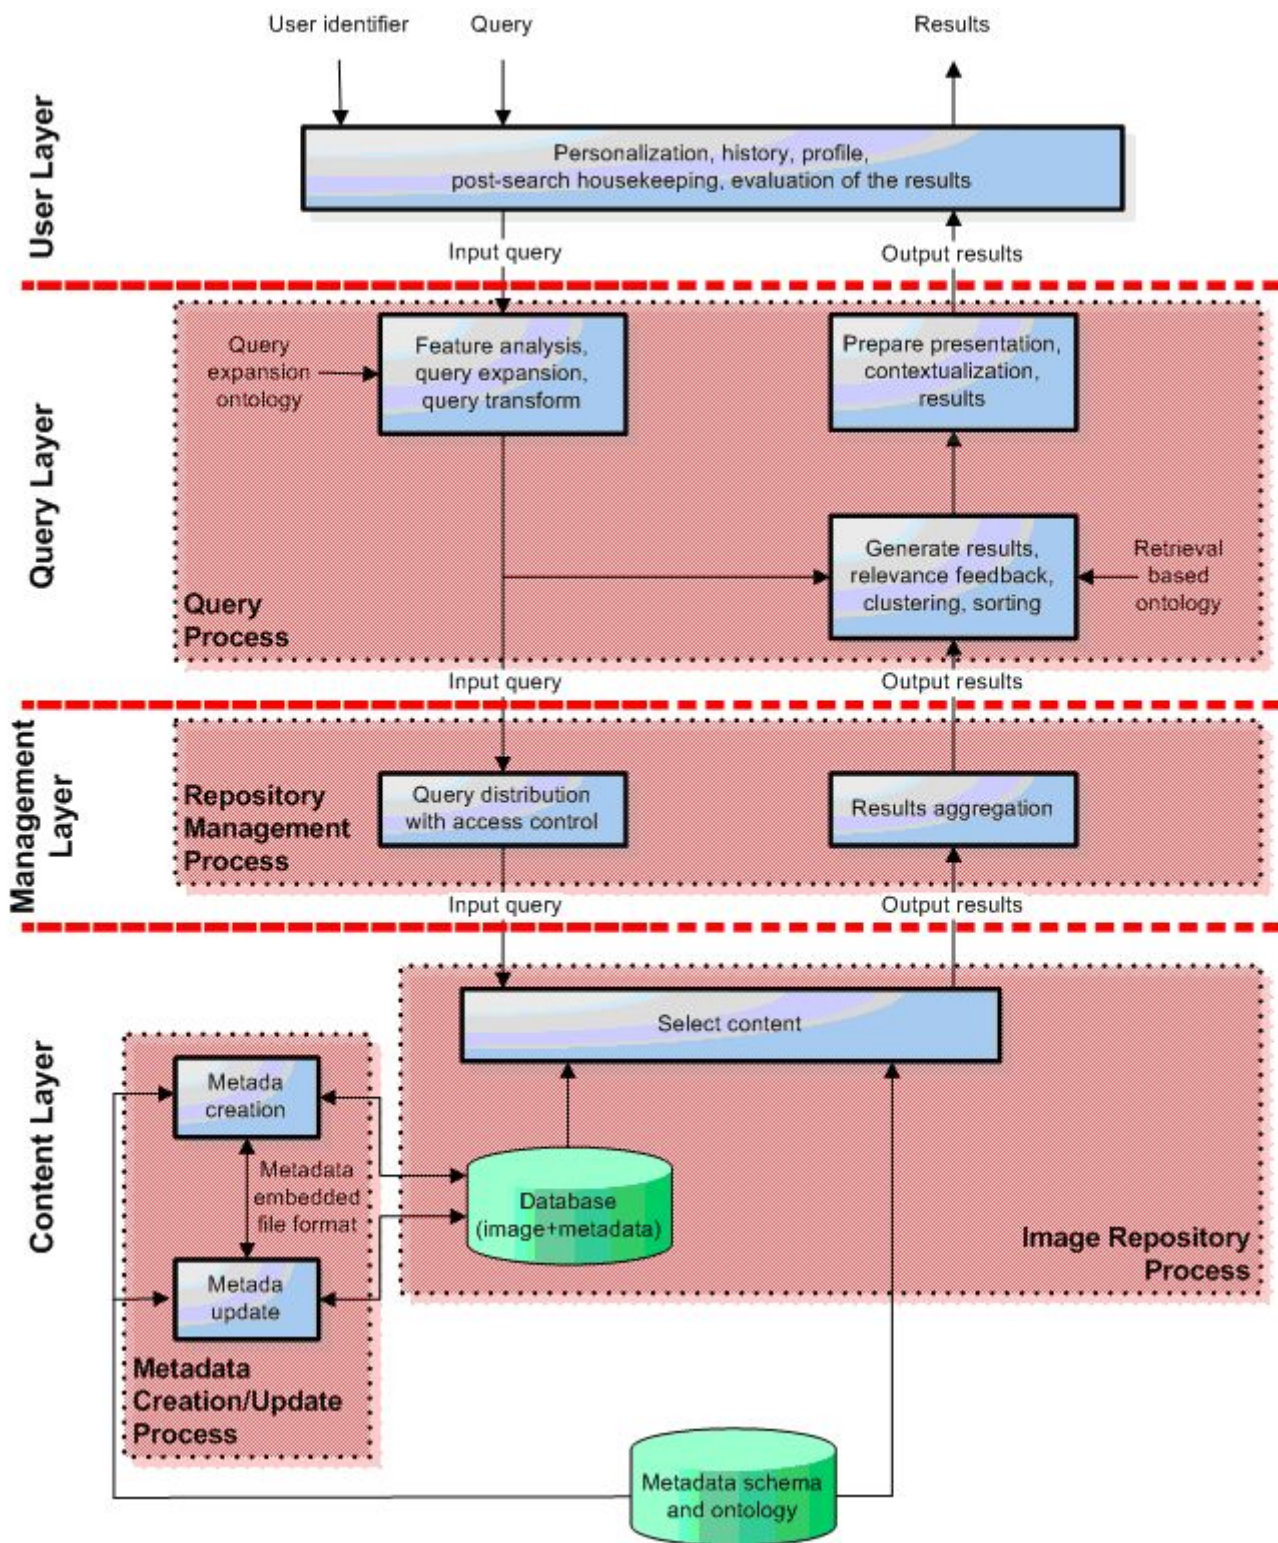 User identifier
Query
Results
User Layer
Personalization, history, profile,
post-search housekeeping, evaluation of the results
Input query
Output results
Query Layer
Query
expansion
ontology
Feature analysis,
query expansion,
query transform
Prepare presentation,
contextualization,
results
Generate results,
relevance feedback,
clustering, sorting
Retrieval
based
ontology
Query
Process
Input query
Output results
Management
Layer
Repository
Management
Process
Query distribution
with access control
Results aggregation
Input query
Output results
Content Layer
Select content
Metada
creation
Metadada
embedded
file format
Metada
update
Metadada
Creation/Update
Process
Database
(image+metadata)
Image Repository
Process
Metadata schema
and ontology